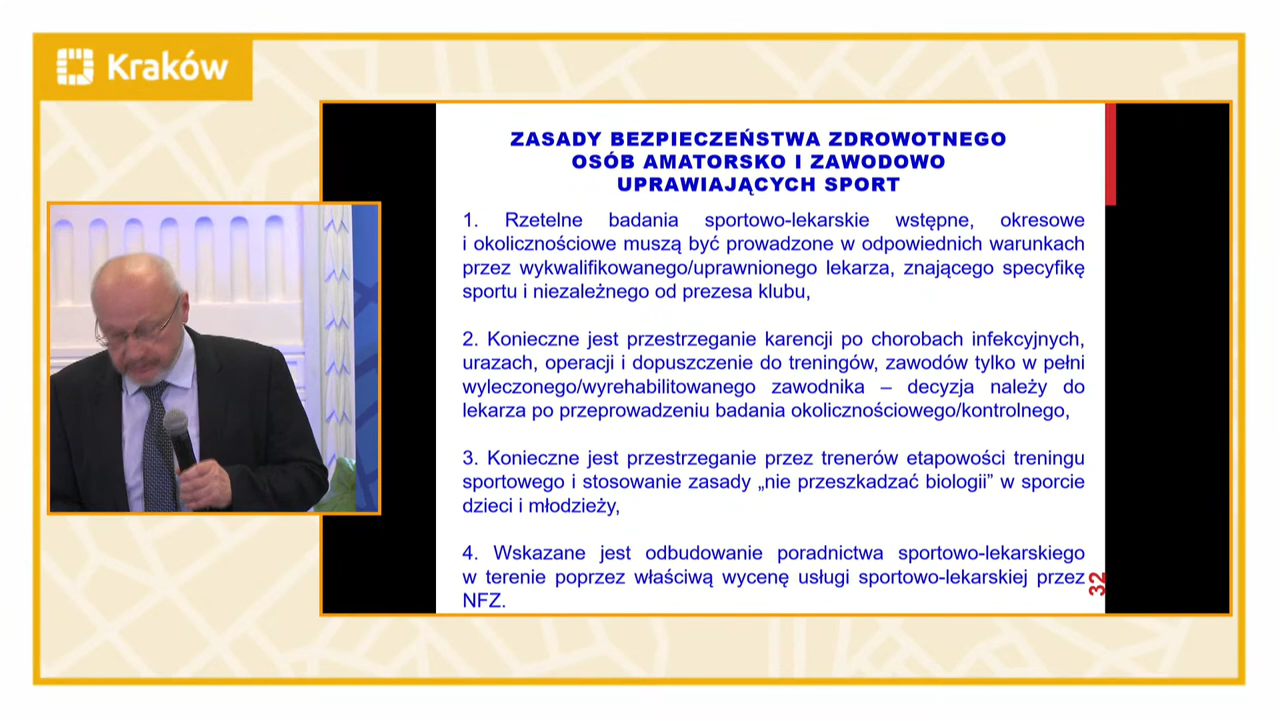 Kraków
ZASADY BEZPIECZEŃSTWA ZDROWOTNEGO
OSÓB AMATORSKO I ZAWODOWO
UPRAWIAJĄCYCH SPORT
1. Rzetelne badania sportowo-lekarskie wstępne, okresowe
i okolicznościowe muszą być prowadzone w odpowiednich warunkach
przez wykwalifikowanego/uprawnionego lekarza, znającego specyfikę
sportu i niezależnego od prezesa klubu,
2. Konieczne jest przestrzeganie karencji po chorobach infekcyjnych,
urazach, operacji i dopuszczenie do treningów, zawodów tylko w pełni
wyleczonego/wyrehabilitowanego zawodnika – decyzja należy do
lekarza po przeprowadzeniu badania okolicznościowego/kontrolnego,
3. Konieczne jest przestrzeganie przez trenerów etapowości treningu
sportowego i stosowanie zasady „nie przeszkadzać biologii” w sporcie
dzieci i młodzieży,
4. Wskazane jest odbudowanie poradnictwa sportowo-lekarskiego
w terenie poprzez właściwą wycenę usługi sportowo-lekarskiej przez
NFZ.
32